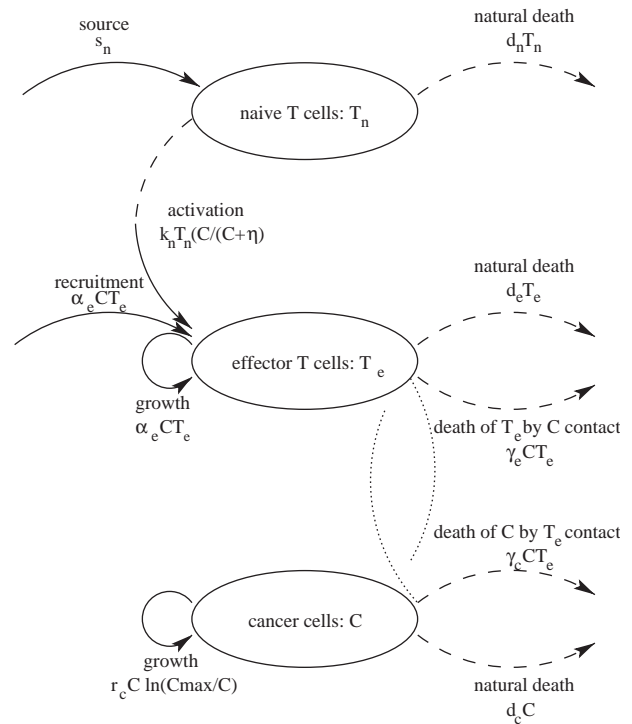 source
s_n
natural death
d_nT_n
naive T cells: T_n
activation
k_nT_n(C/(C+η)
recruitment
α_eCT_e
natural death
d_eT_e
effector T cells: T_e
growth
α_eCT_e
death of T_e by C contact
γ_eCT_e
death of C by T_e contact
γ_cCT_e
cancer cells: C
growth
r_cC ln(Cmax/C)
natural death
d_cC